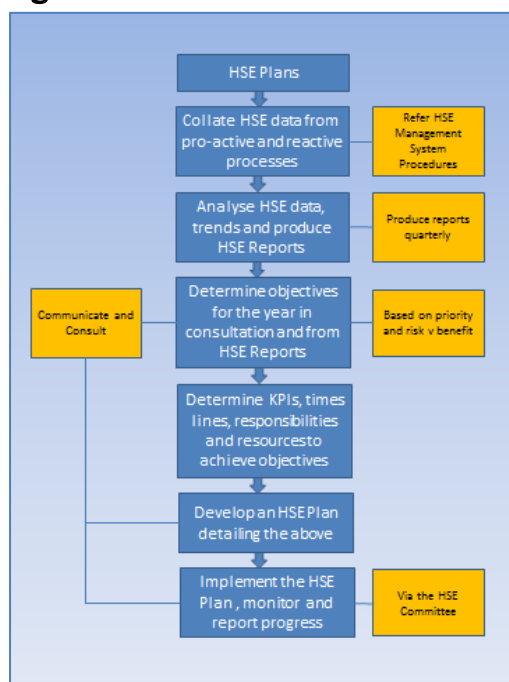 HSE Plans
Collate HSE data from
pro-active and reactive
processes
Refer HSE
Management
System
Procedures
Analyse HSE data,
trends and produce
HSE Reports
Produce reports
quarterly
Communicate and
Consult
Determine objectives
for the year in
consultation and from
HSE Reports
Based on priority
and risk v benefit
Determine KPIs, times
lines, responsibilities
and resourcesto
achieve objectives
Develop an HSE Plan
detailing the above
Implement the HSE
Plan , monitor and
report progress
Via the HSE
Committee